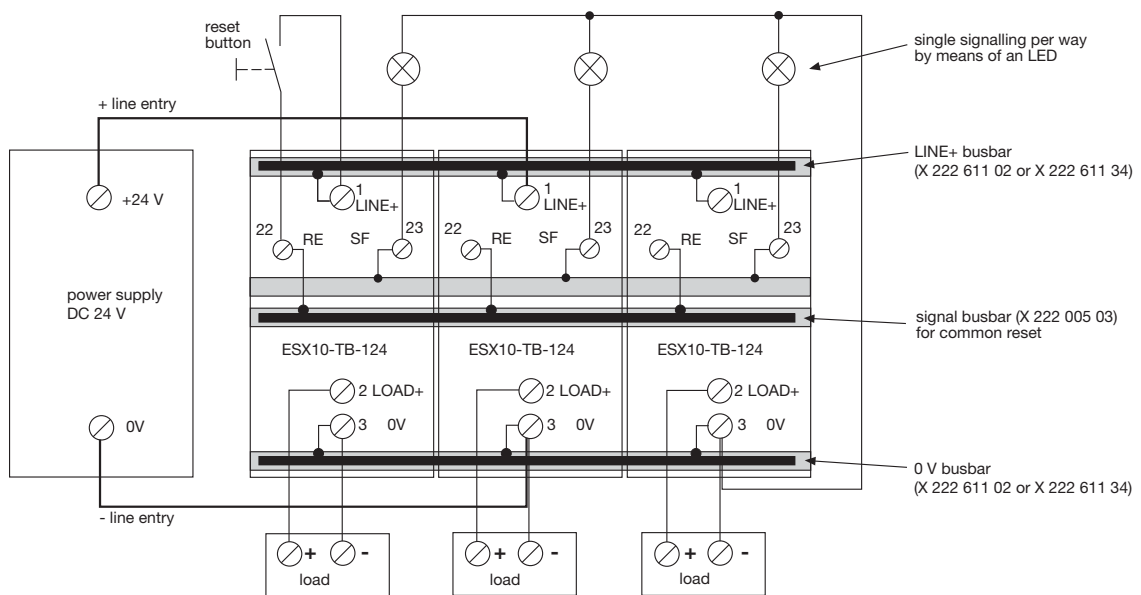 reset
button
single signalling per way
by means of an LED
+ line entry
LINE+ busbar
(X 222 611 02 or X 222 611 34)
+24 V
1
LINE+
1
LINE+
1
LINE+
22
RE
SF
23
22
RE
SF
23
22
RE
SF
23
power supply
DC 24 V
signal busbar (X 222 005 03)
for common reset
ESX10-TB-124
ESX10-TB-124
ESX10-TB-124
2 LOAD+
2 LOAD+
2 LOAD+
0V
3 0V
3 0V
3 0V
0 V busbar
(X 222 611 02 or X 222 611 34)
- line entry
+ -
load
+ -
load
+ -
load